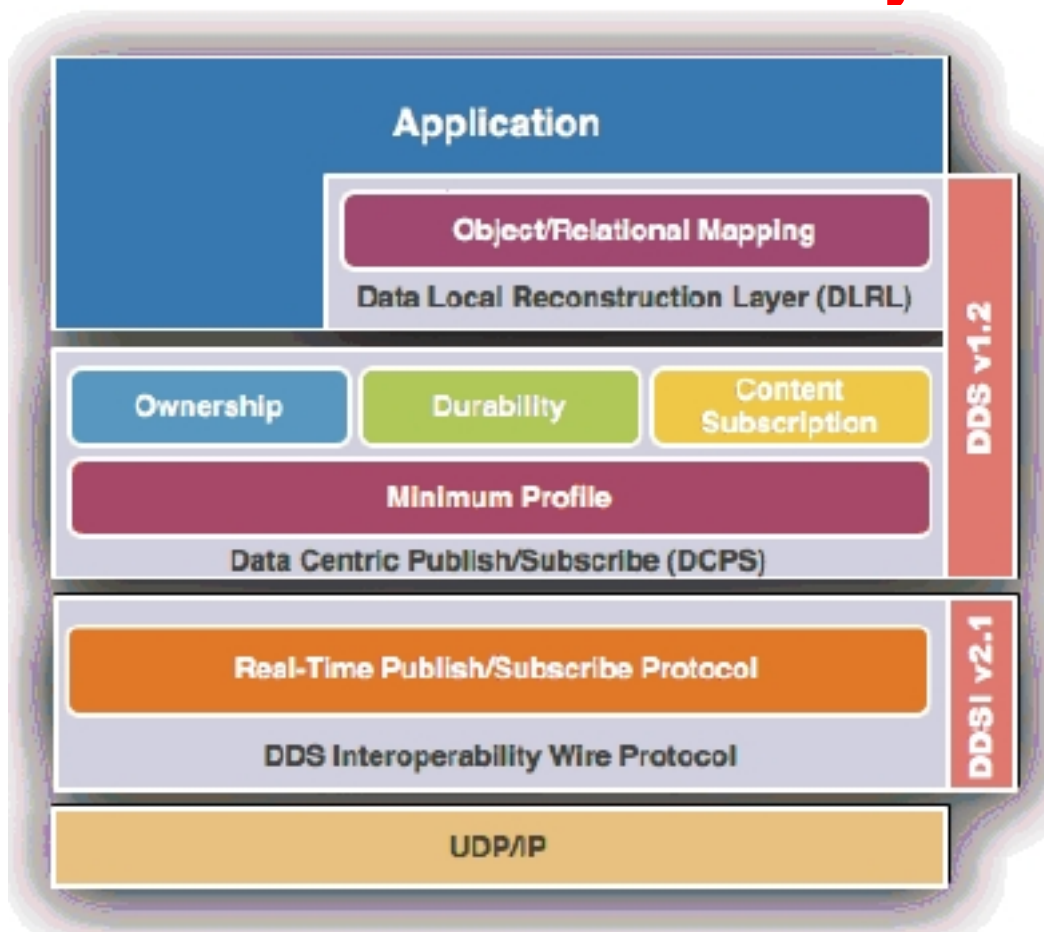 Application
Object/Relational Mapping
Data Local Reconstruction Layer (DLRL)
DDS v1.2
Ownership
Durability
Content
Subscription
Minimum Profile
Data Centric Publish/Subscribe (DCPS)
Real-Time Publish/Subscribe Protocol
DDS Interoperability Wire Protocol
DDSI v2.1
UDP/IP